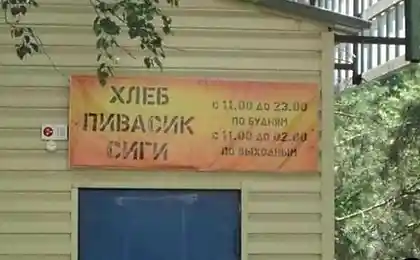 ХЛЕБ
ПИВАСИК
СИГИ
С 11.00 ДО 23.00
ПО БУДНЯМ
С 11.00 ДО 02.00
ПО ВЫХОДНЫМ